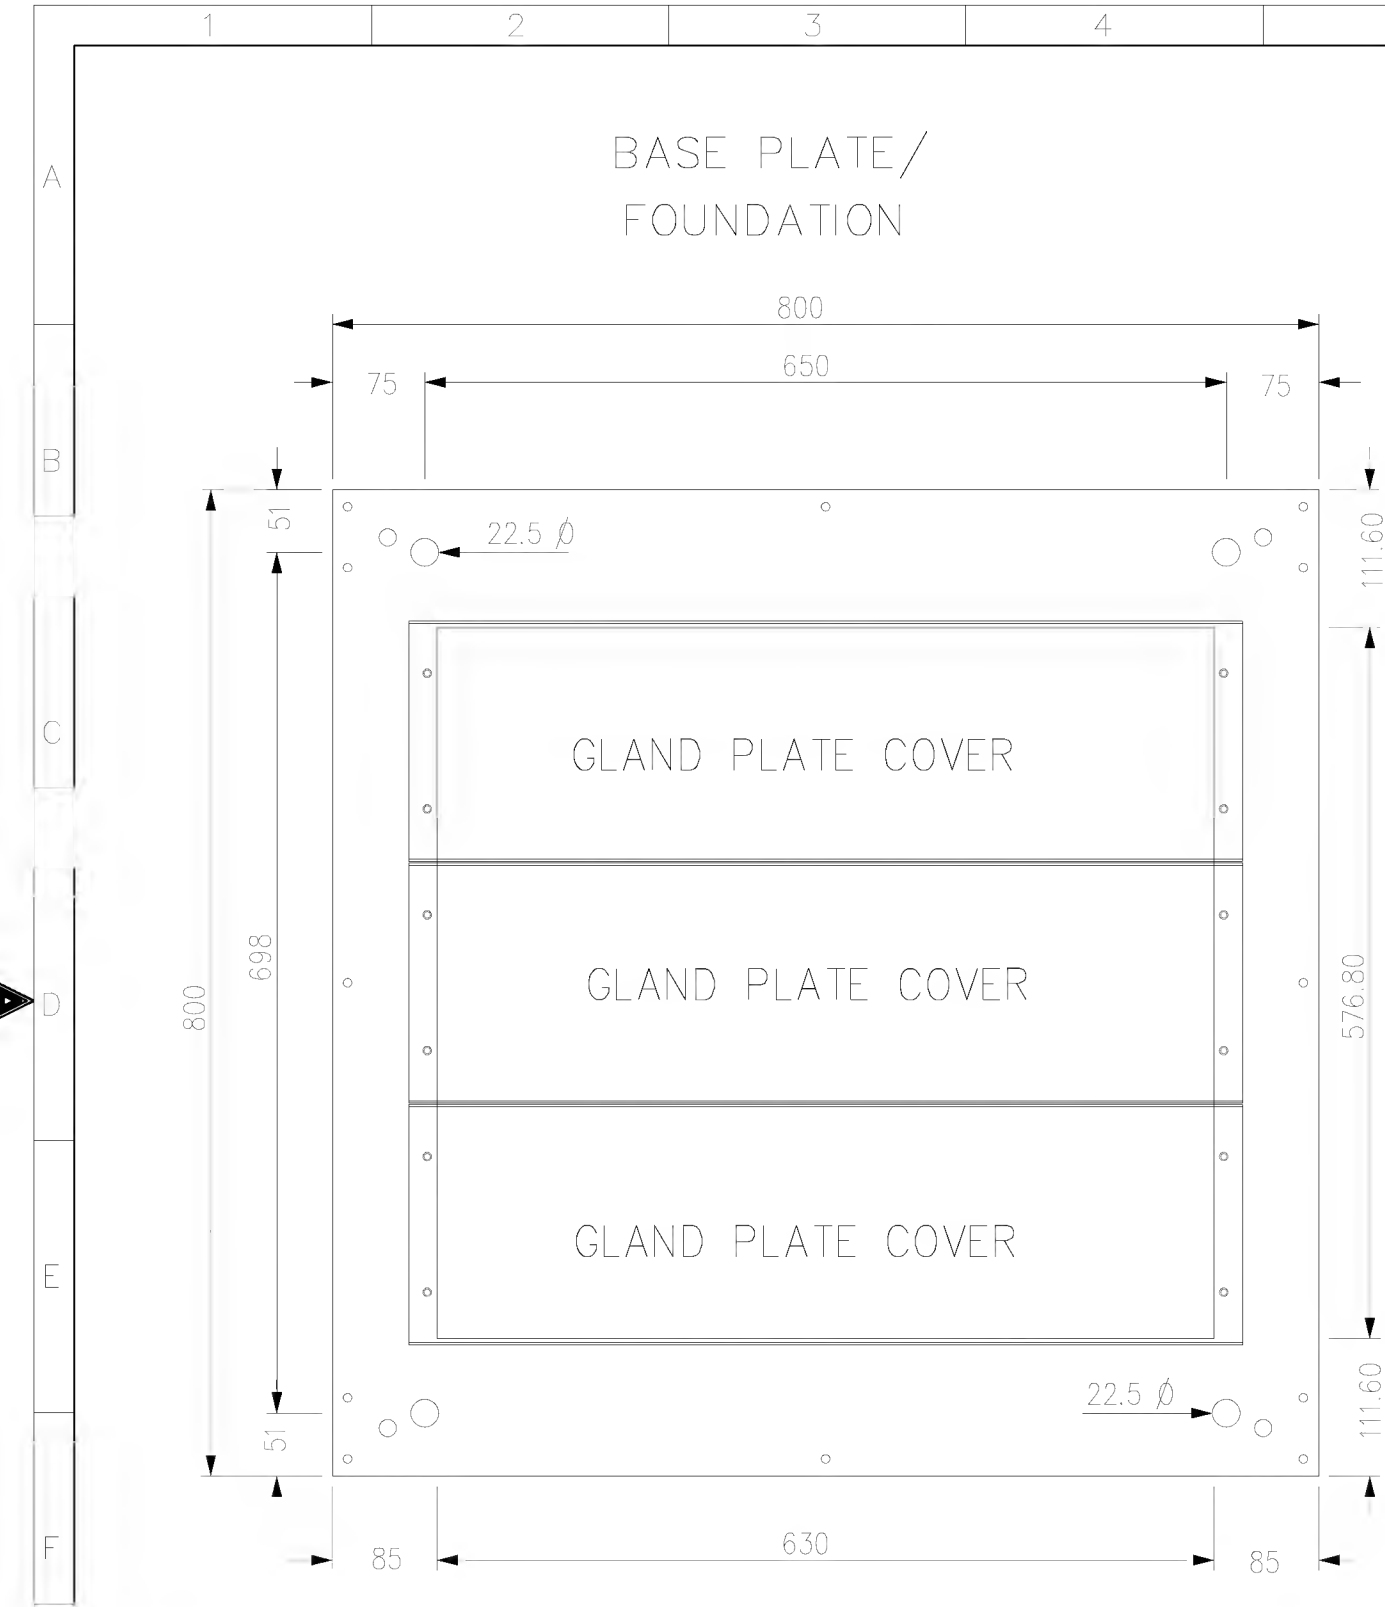 1 2 3 4
A
BASE PLATE/
FOUNDATION
800
75 650 75
B
51 22.5 Ø 111.60
C
GLAND PLATE COVER
698
GLAND PLATE COVER
D
800
576.80
GLAND PLATE COVER
E
22.5 Ø 111.60
51
F
85 630 85